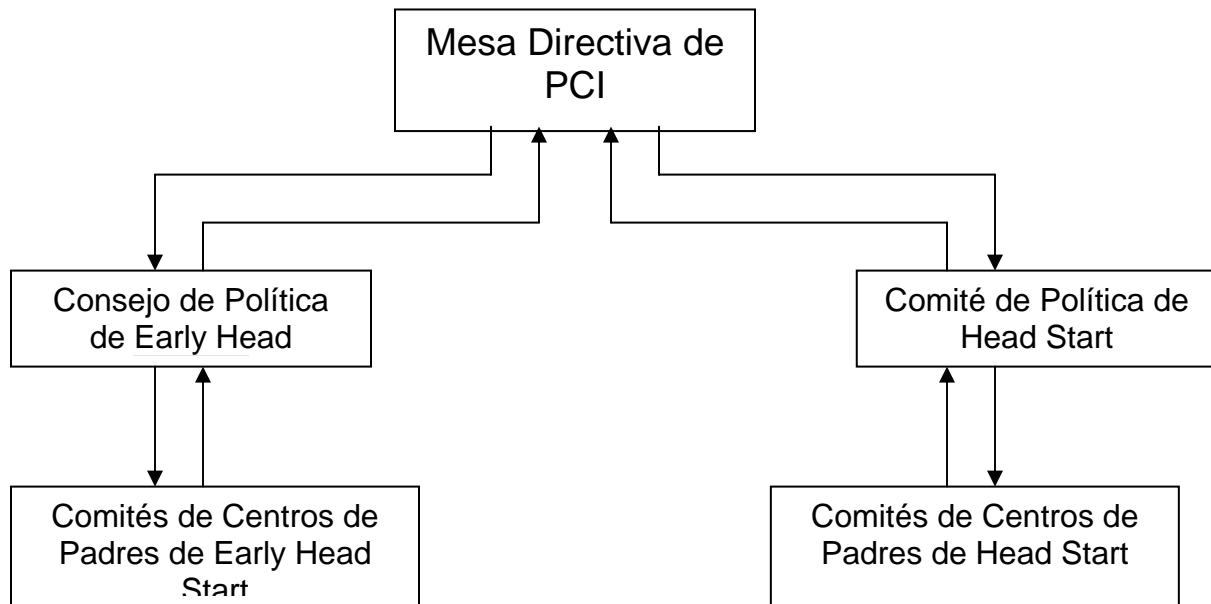 Mesa Directiva de
PCI
Consejo de Política
de Early Head
Comité de Política de
Head Start
Comités de Centros de
Padres de Early Head
Start
Comités de Centros de
Padres de Head Start